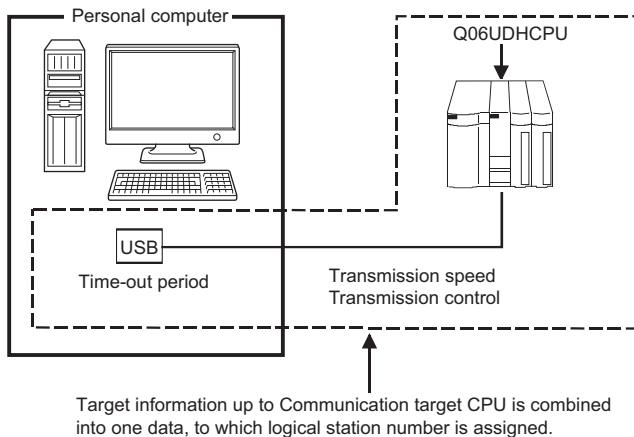 Personal computer
Q06UDHCPU
USB
Time-out period
Transmission speed
Transmission control
Target information up to Communication target CPU is combined
into one data, to which logical station number is assigned.